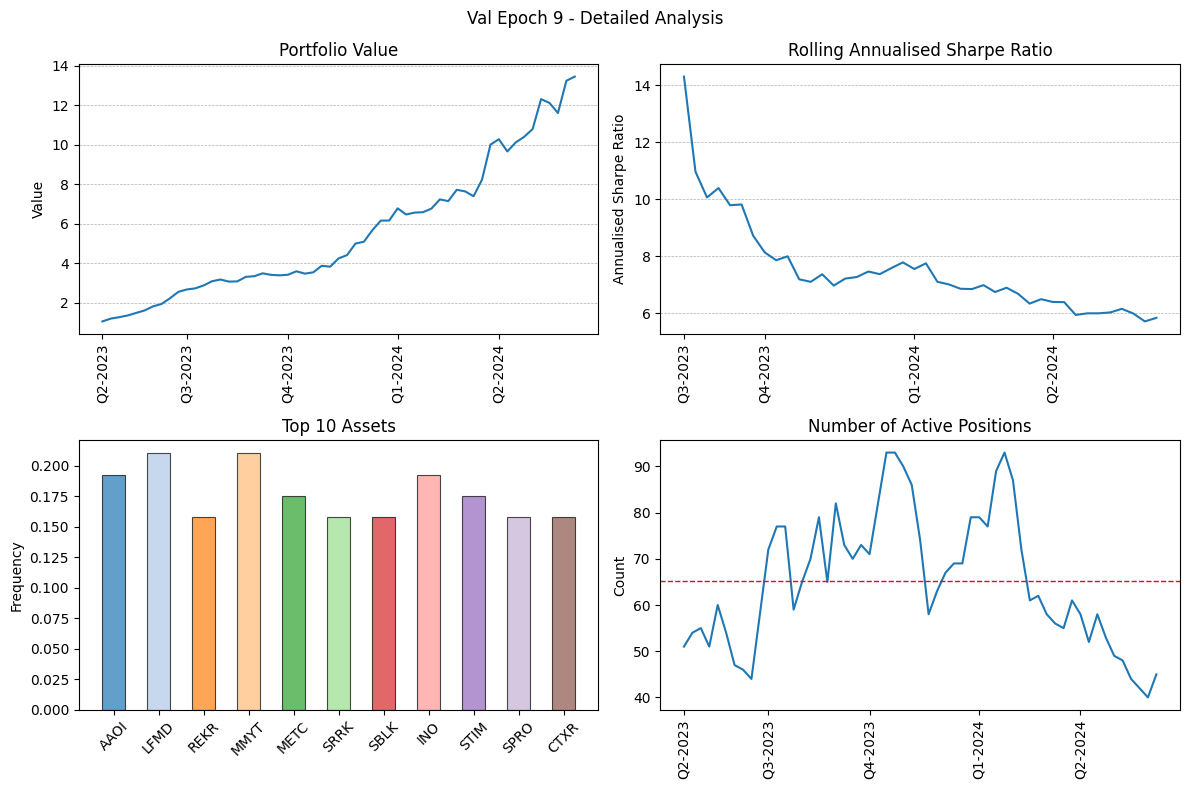 Val Epoch 9 - Detailed Analysis
Portfolio Value
Value
14
12
10
8
6
4
2
Q2-2023
Q3-2023
Q4-2023
Q1-2024
Q2-2024
Rolling Annualised Sharpe Ratio
Annualised Sharpe Ratio
14
12
10
8
6
Q3-2023
Q4-2023
Q1-2024
Q2-2024
Top 10 Assets
Frequency
0.200
0.175
0.150
0.125
0.100
0.075
0.050
0.025
0.000
AAOI
LFMD
REKR
MMYT
METC
SRRK
SBLK
INO
STIM
SPRO
CTXR
Number of Active Positions
Count
90
80
70
60
50
40
Q2-2023
Q3-2023
Q4-2023
Q1-2024
Q2-2024